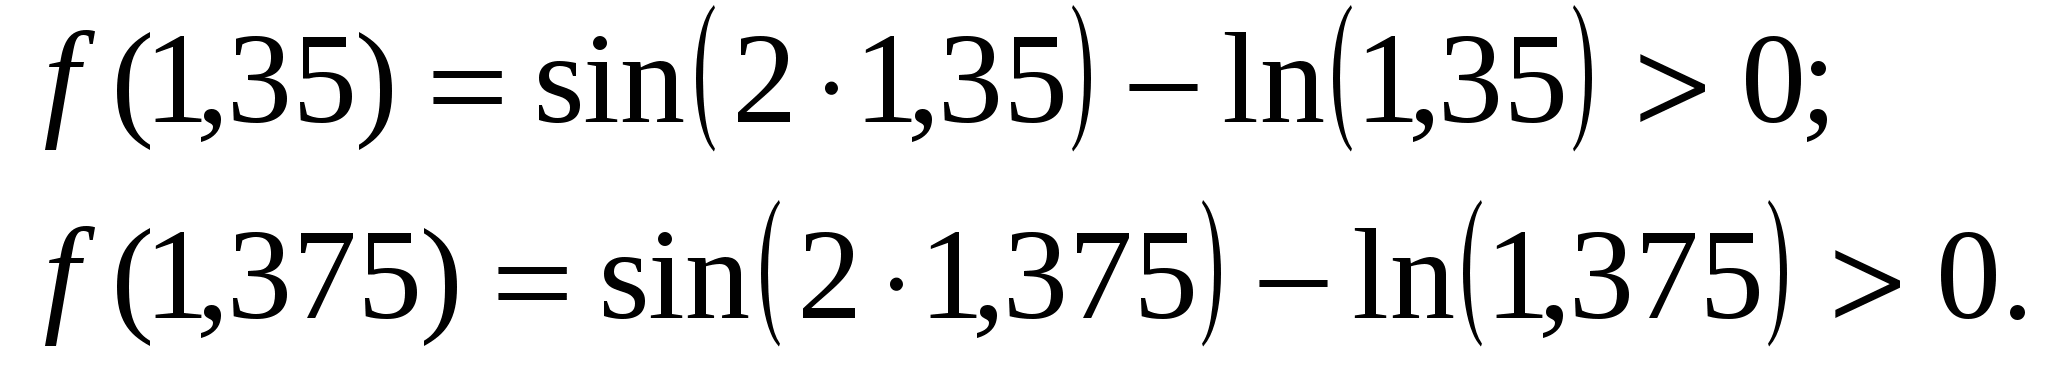 f (1,35) = sin(2 ·1,35) − ln(1,35) > 0;
f (1,375) = sin(2 ·1,375) − ln(1,375) > 0.